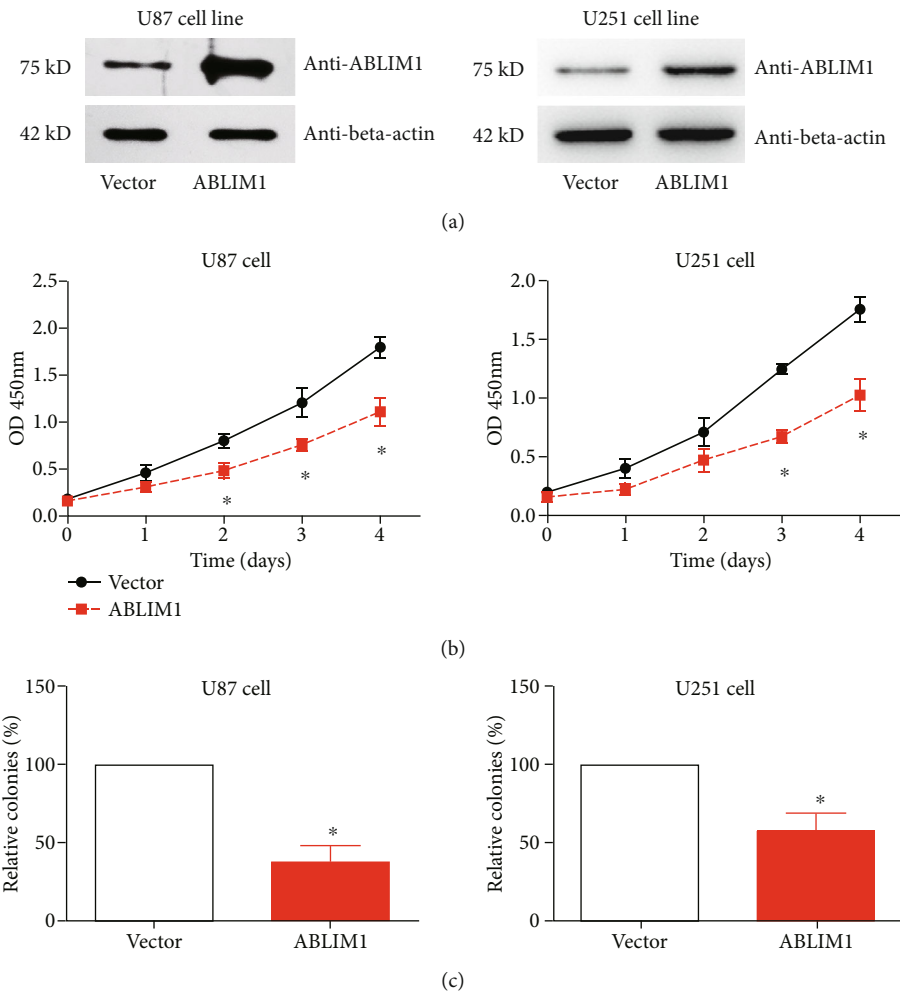 U87 cell line
75 kD
Anti-ABLIM1
42 kD
Anti-beta-actin
Vector ABLIM1
U251 cell line
75 kD
Anti-ABLIM1
42 kD
Anti-beta-actin
Vector ABLIM1
(a)
U87 cell
OD 450nm
2.5
2.0
1.5
1.0
0.5
0.0
* * *
0 1 2 3 4
Time (days)
Vector
ABLIM1
U251 cell
OD 450nm
2.0
1.5
1.0
0.5
0.0
* *
0 1 2 3 4
Time (days)
(b)
U87 cell
Relative colonies (%)
150
100
50
0
*
Vector ABLIM1
U251 cell
Relative colonies (%)
150
100
50
0
*
Vector ABLIM1
(c)